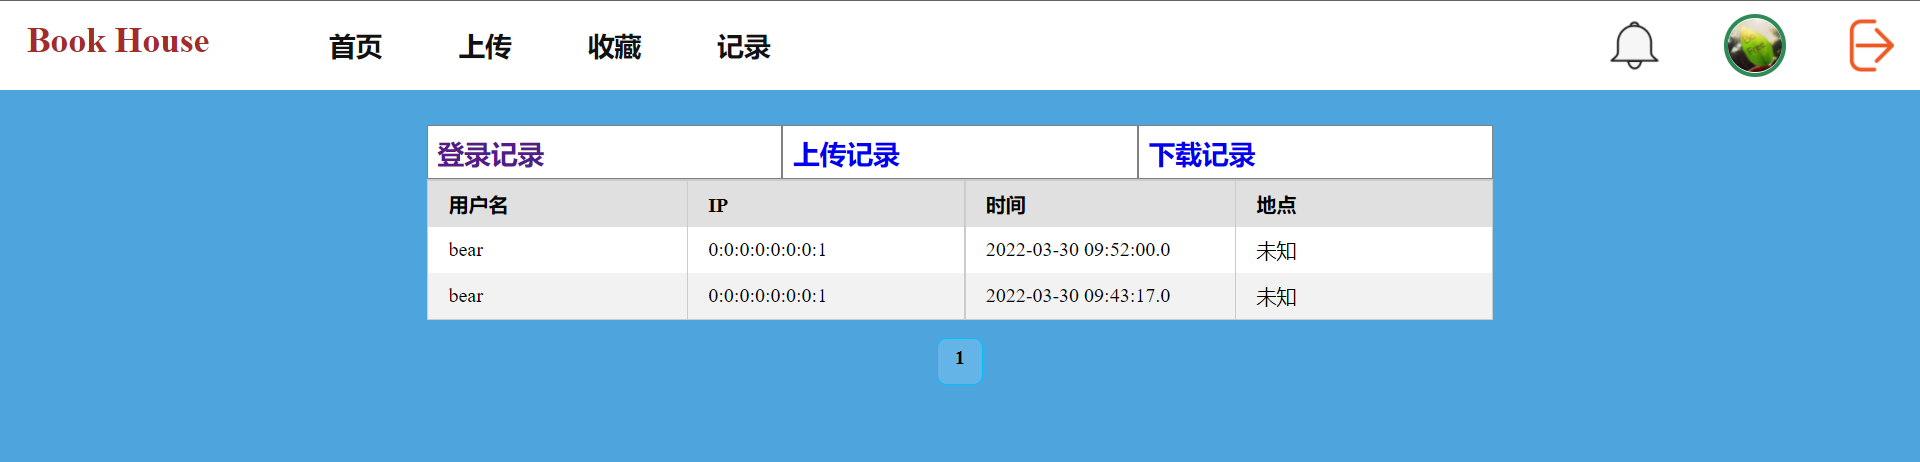 Book House 首页 上传 收藏 记录
登录记录 上传记录 下载记录
用户名 IP 时间 地点
bear 0:0:0:0:0:0:0:1 2022-03-30 09:52:00.0 未知
bear 0:0:0:0:0:0:0:1 2022-03-30 09:43:17.0 未知
1